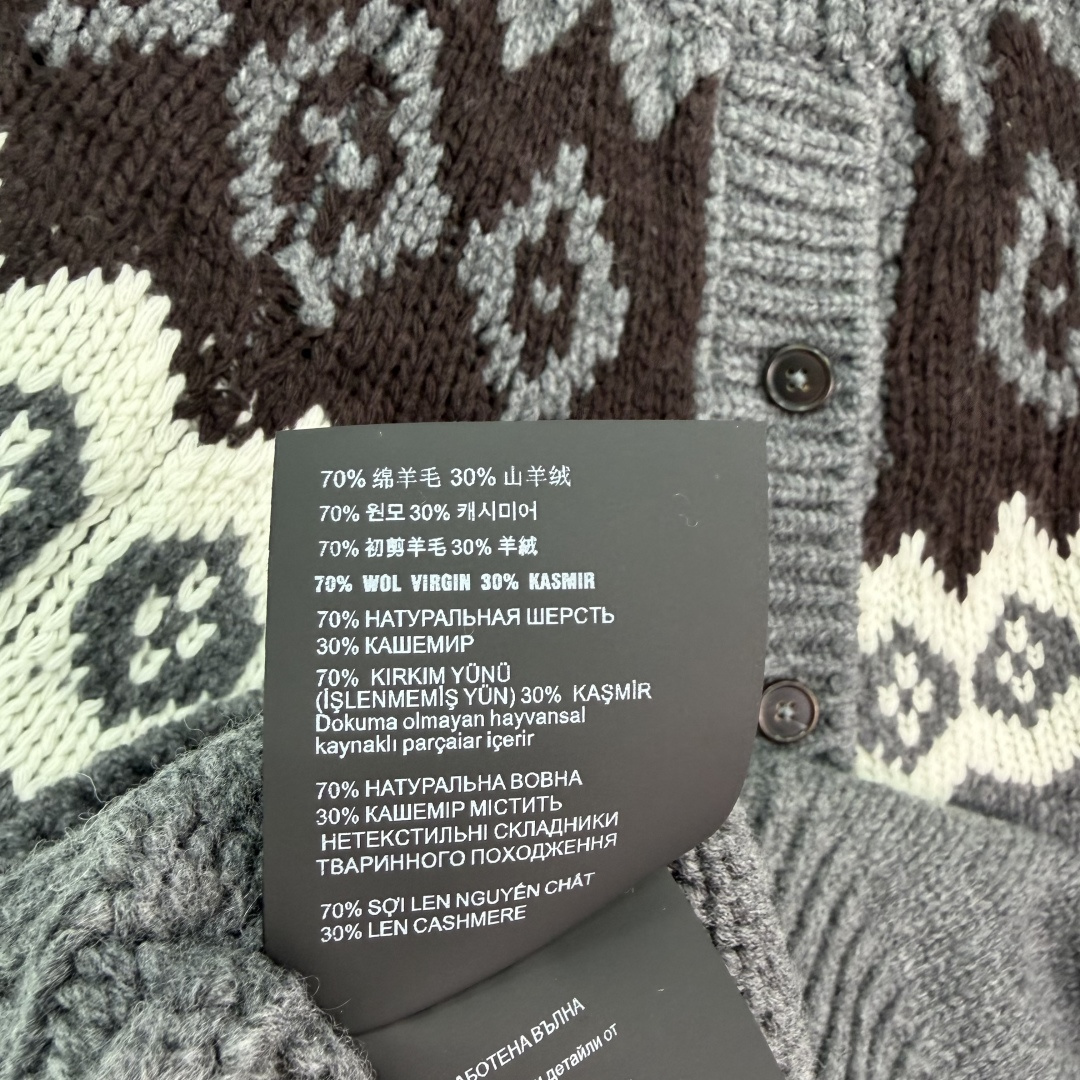 70% 绵羊毛 30% 山羊绒
70% 원모 30% 캐시미어
70% 初剪羊毛 30% 羊絨
70% WOL VIRGIN 30% KASMIR
70% НАТУРАЛЬНАЯ ШЕРСТЬ
30% КАШЕМИР
70% KIRKIM YÜNÜ
(İŞLENMEMİŞ YÜN) 30% KAŞMİR
Dokuma olmayan hayvansal
kaynaklı parçaiar içerir
70% НАТУРАЛЬНА ВОВНА
30% КАШЕМІР МІСТИТЬ
НЕТЕКСТИЛЬНІ СКЛАДНИКИ
ТВАРИННОГО ПОХОДЖЕННЯ
70% SỢI LEN NGUYÊN CHẤT
30% LEN CASHMERE
ВЪЛНА
детайли от